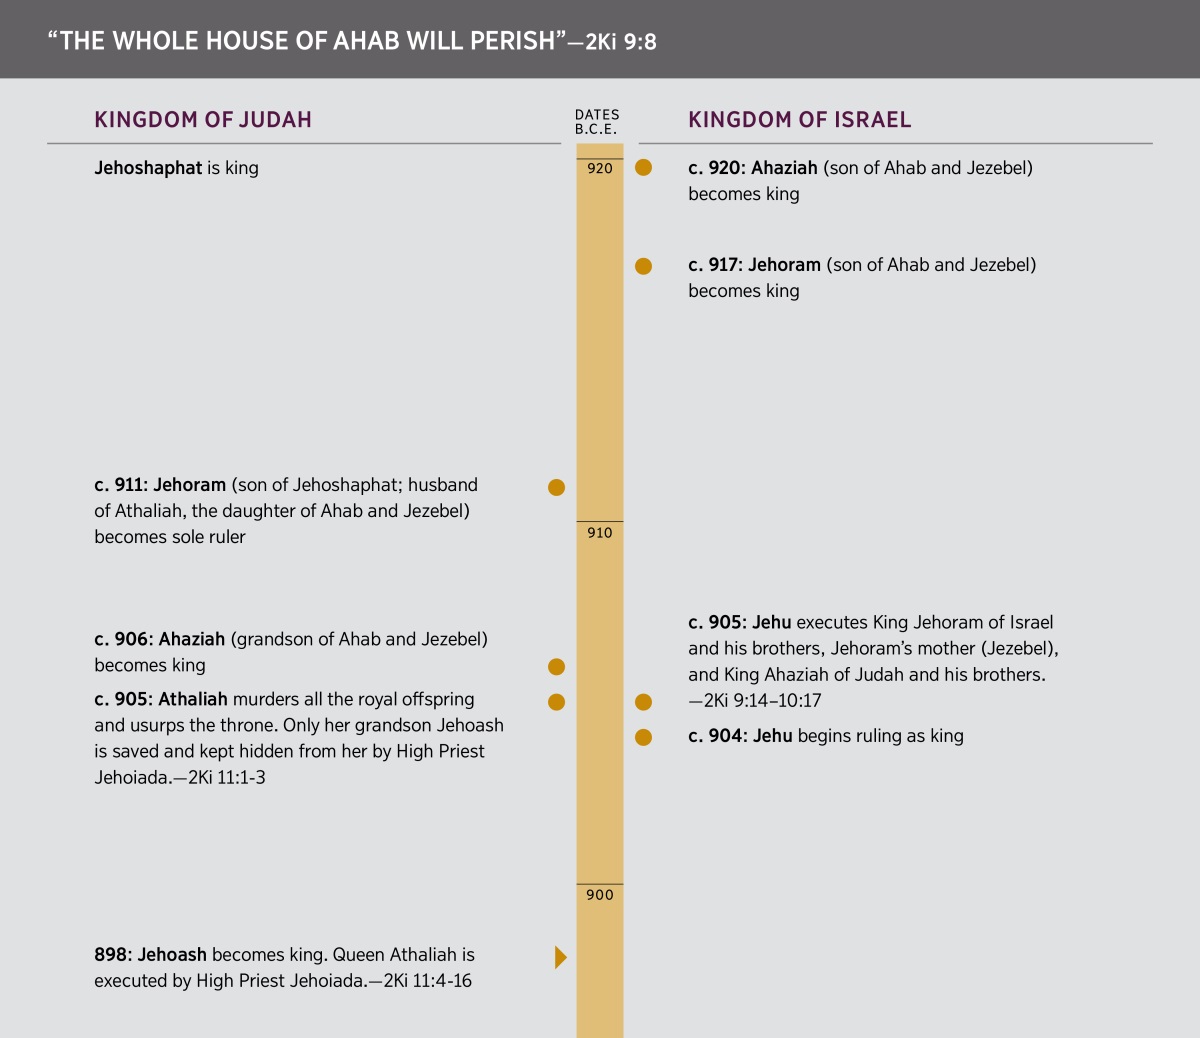 “THE WHOLE HOUSE OF AHAB WILL PERISH”—2Ki 9:8
KINGDOM OF JUDAH
DATES
B.C.E.
KINGDOM OF ISRAEL
Jehoshaphat is king
920
c. 920: Ahaziah (son of Ahab and Jezebel)
becomes king
c. 917: Jehoram (son of Ahab and Jezebel)
becomes king
c. 911: Jehoram (son of Jehoshaphat; husband
of Athaliah, the daughter of Ahab and Jezebel)
becomes sole ruler
910
c. 906: Ahaziah (grandson of Ahab and Jezebel)
becomes king
c. 905: Athaliah murders all the royal offspring
and usurps the throne. Only her grandson Jehoash
is saved and kept hidden from her by High Priest
Jehoiada.—2Ki 11:1-3
c. 905: Jehu executes King Jehoram of Israel
and his brothers, Jehoram’s mother (Jezebel),
and King Ahaziah of Judah and his brothers.
—2Ki 9:14–10:17
c. 904: Jehu begins ruling as king
900
898: Jehoash becomes king. Queen Athaliah is
executed by High Priest Jehoiada.—2Ki 11:4-16